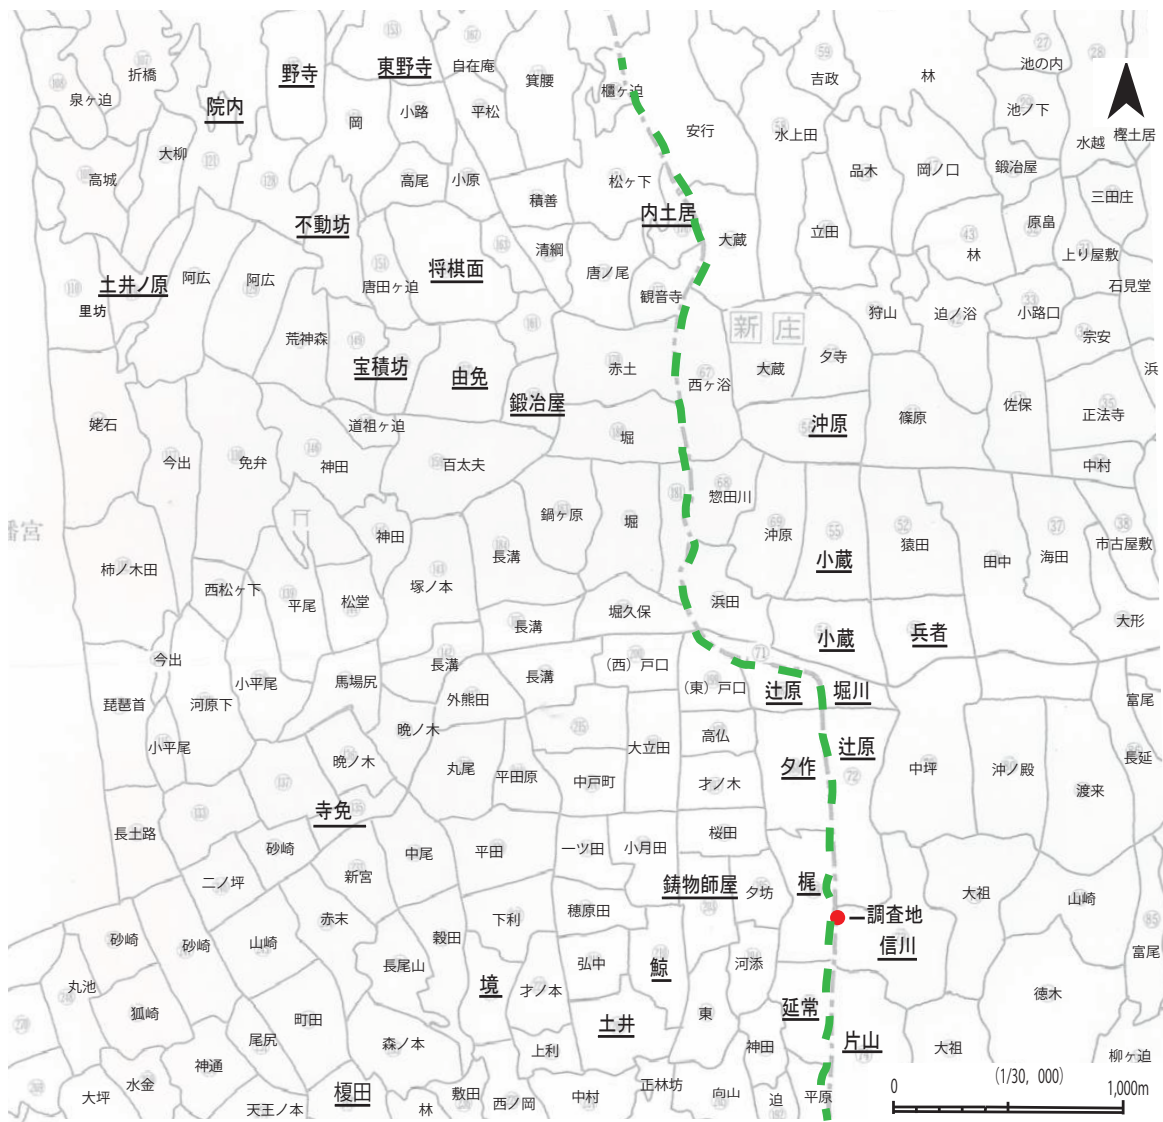 野寺
東野寺
自在庵
池の内
折橋
箕腰
吉政
林
泉ヶ迫
院内
岡
小路
平松
櫃ヶ迫
安行
水上田
池ノ下
水越
樫土居
大柳
高城
高尾
小原
積善
松ヶ下
品木
岡ノ口
鍛冶屋
三田庄
不動坊
内土居
大蔵
立田
原畠
林
上り屋敷
土井ノ原
阿広
阿広
唐田ヶ迫
将棋面
清綱
唐ノ尾
観音寺
石見堂
里坊
荒神森
新庄
狩山
迫ノ浴
小路口
宗安
宝積坊
由免
赤土
西ヶ浴
大蔵
夕寺
浜
鍛冶屋
佐保
正法寺
姥石
道祖ヶ迫
堀
沖原
篠原
今出
免弁
神田
百太夫
中村
惣田川
番宮
神田
鍋ヶ原
堀
沖原
小蔵
猿田
田中
海田
市古屋敷
長溝
柿ノ木田
西松ヶ下
平尾
松堂
塚ノ本
堀久保
浜田
大形
長溝
小蔵
兵者
今出
小平尾
馬場尻
長溝
長溝
(西)戸口
(東)戸口
辻原
堀川
富尾
琵琶首
河原下
外熊田
小平尾
晩ノ木
晩ノ木
丸尾
平田原
中戸町
大立田
高仏
才ノ木
夕作
辻原
中坪
沖ノ殿
渡来
長延
寺免
長土路
砂崎
中尾
平田
一ツ田
小月田
桜田
二ノ坪
新宮
鋳物師屋
夕坊
梶
大祖
山崎
赤末
下利
穂原田
調査地
砂崎
砂崎
山崎
穀田
弘中
鯨
河添
信川
富尾
丸池
長尾山
境
才ノ本
延常
徳木
狐崎
町田
土井
東
尾尻
森ノ本
上利
神田
片山
大祖
柳ヶ迫
神通
水金
大坪
天王ノ本
榎田
林
敷田
西ノ岡
中村
正林坊
向山
迫
平原
0
(1/30,000)
1,000m